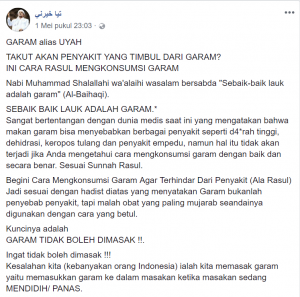 نيا خيرني
1 Mei pukul 23:03 ·
GARAM alias UYAH
TAKUT AKAN PENYAKIT YANG TIMBUL DARI GARAM?
INI CARA RASUL MENGKONSUMSI GARAM
Nabi Muhammad Shalallahi wa'alaihi wasalam bersabda "Sebaik-baik lauk
adalah garam" (Al-Baihaqi).
SEBAIK BAIK LAUK ADALAH GARAM.*
Sangat bertentangan dengan dunia medis saat ini yang mengatakan bahwa
makan garam bisa menyebabkan berbagai penyakit seperti d4*rah tinggi,
dehidrasi, keropos tulang dan penyakit empedu, namun hal itu tidak akan
terjadi jika Anda mengetahui cara mengkonsumsi garam dengan baik dan
secara benar. Sesuai Sunnah Rasul.
Begini Cara Mengkonsumsi Garam Agar Terhindar Dari Penyakit (Ala Rasul)
Jadi sesuai dengan hadist diatas yang menyatakan Garam bukanlah
penyebab penyakit, tapi malah obat yang paling mujarab seandainya
digunakan dengan cara yang betul.
Kuncinya adalah
GARAM TIDAK BOLEH DIMASAK !!.
Ingat tidak boleh dimasak !!!
Kesalahan kita (kebanyakan orang Indonesia) ialah kita memasak garam
yaitu memasukkan garam ke dalam masakan ketika masakan sedang
MENDIDIH/ PANAS.